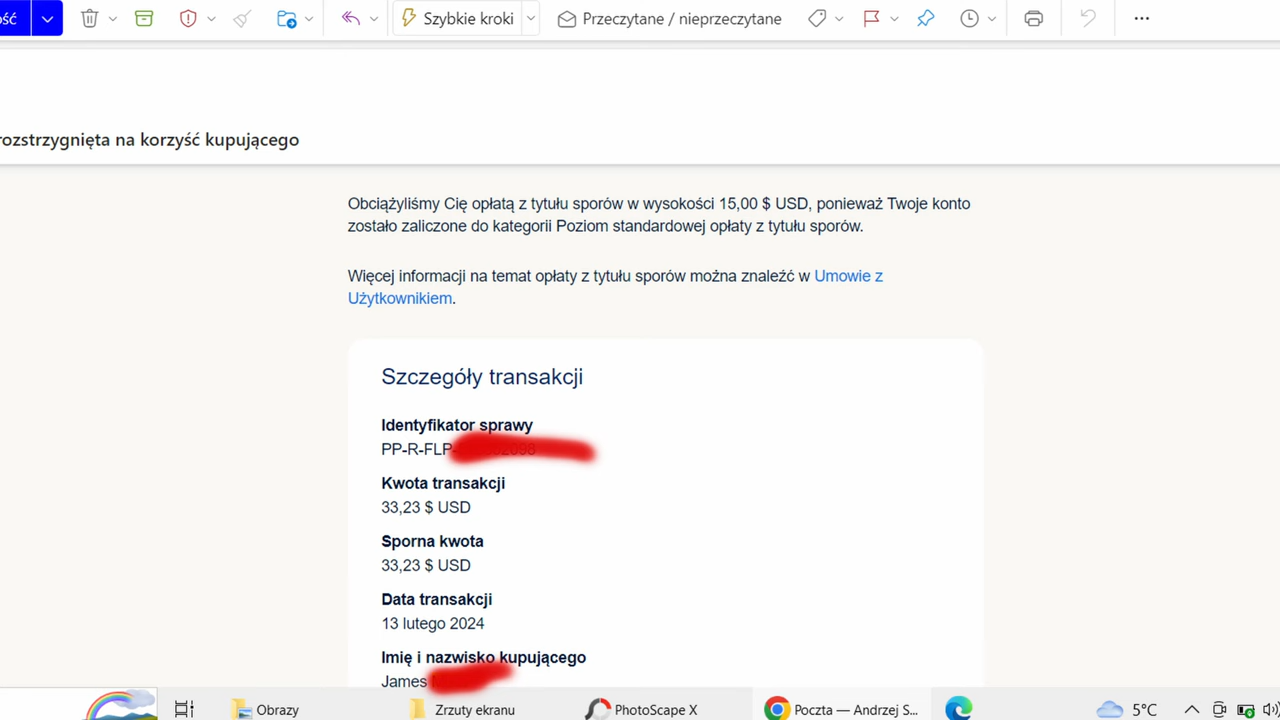 ść
Szybkie kroki
Przeczytane / nieprzeczytane
rozstrzygnięta na korzyść kupującego
Obciążyliśmy Cię opłatą z tytułu sporów w wysokości 15,00 $ USD, ponieważ Twoje konto
zostało zaliczone do kategorii Poziom standardowej opłaty z tytułu sporów.
Więcej informacji na temat opłaty z tytułu sporów można znaleźć w Umowie z
Użytkownikiem.
Szczegóły transakcji
Identyfikator sprawy
PP-R-FLP-
Kwota transakcji
33,23 $ USD
Sporna kwota
33,23 $ USD
Data transakcji
13 lutego 2024
Imię i nazwisko kupującego
James
Obrazy
Zrzuty ekranu
PhotoScape X
Poczta — Andrzej S...
5°C